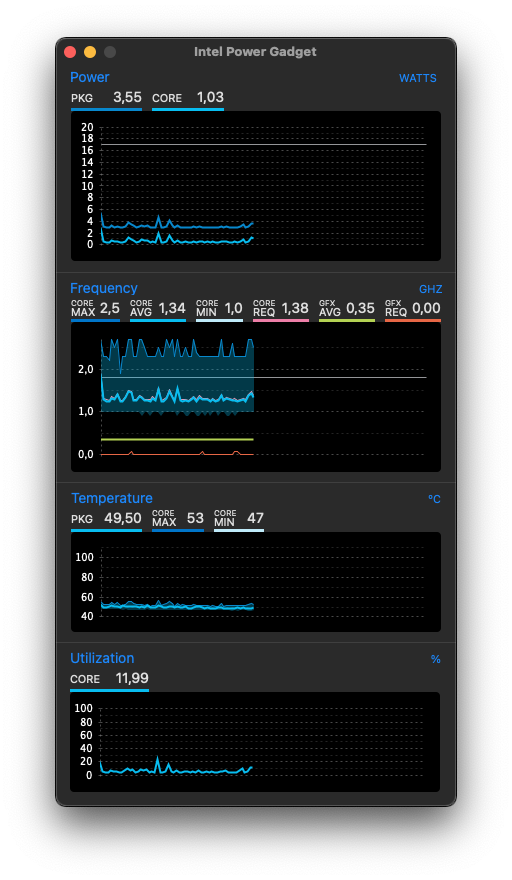 Intel Power Gadget
Power WATTS
PKG 3,55 CORE 1,03
20
18
16
14
12
10
8
6
4
2
0
Frequency GHZ
CORE MAX 2,5 CORE AVG 1,34 CORE MIN 1,0 CORE REQ 1,38 GFX AVG 0,35 GFX REQ 0,00
2,0
1,0
0,0
Temperature °C
PKG 49,50 CORE MAX 53 CORE MIN 47
100
80
60
40
Utilization %
CORE 11,99
100
80
60
40
20
0